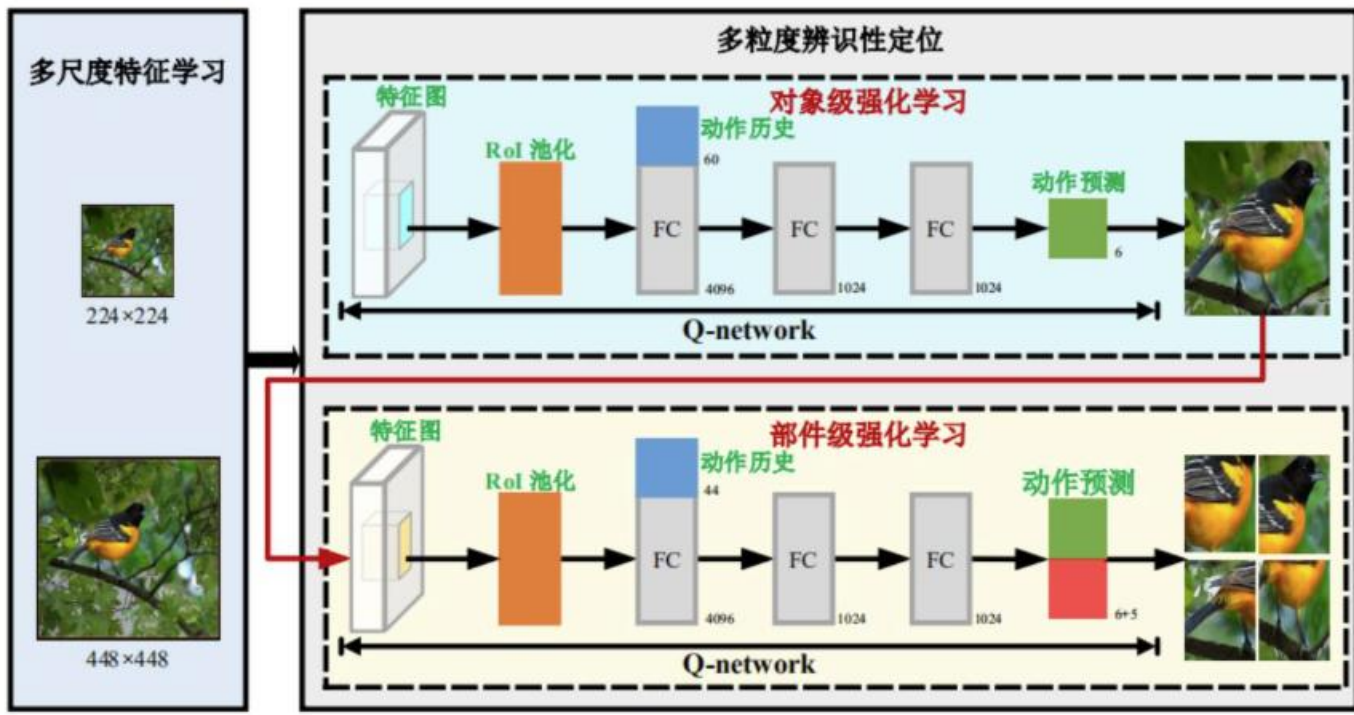 多尺度特征学习
224×224
448×448
多粒度辨识性定位
对象级强化学习
特征图
RoI 池化
动作历史
60
FC
4096
FC
1024
FC
1024
动作预测
6
Q-network
部件级强化学习
特征图
RoI 池化
动作历史
44
FC
4096
FC
1024
FC
1024
动作预测
6+5
Q-network